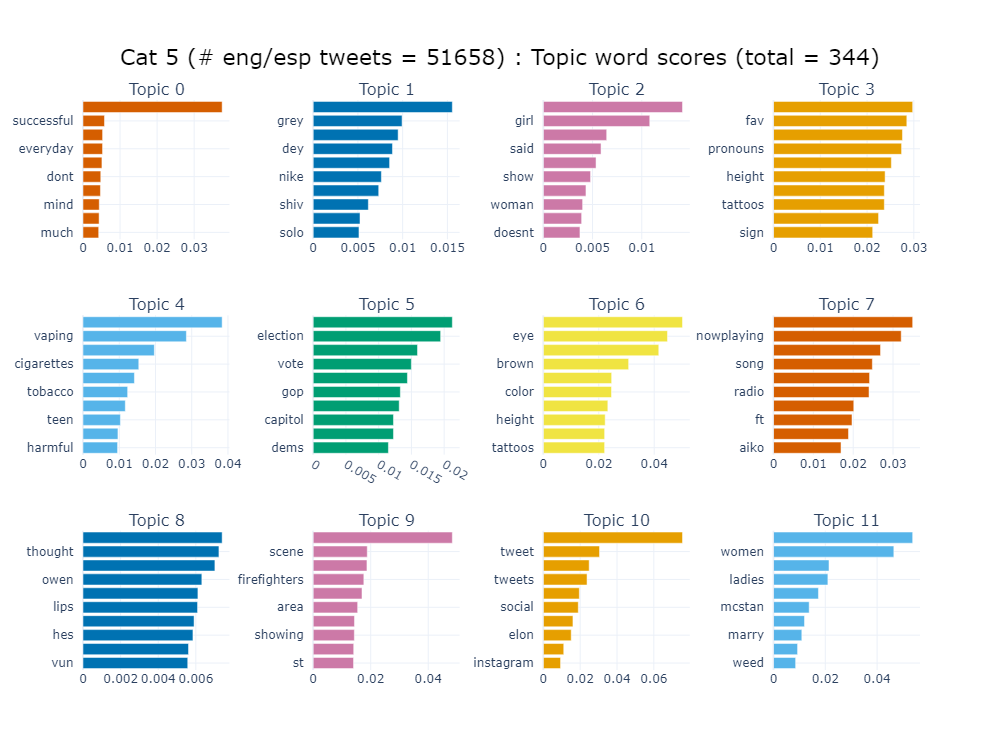 Cat 5 (# eng/esp tweets = 51658) : Topic word scores (total = 344)
Topic 0
successful
everyday
dont
mind
much
0 0.01 0.02 0.03
Topic 1
grey
dey
nike
shiv
solo
0 0.005 0.01 0.015
Topic 2
girl
said
show
woman
doesnt
0 0.005 0.01
Topic 3
fav
pronouns
height
tattoos
sign
0 0.01 0.02 0.03
Topic 4
vaping
cigarettes
tobacco
teen
harmful
0 0.01 0.02 0.03 0.04
Topic 5
election
vote
gop
capitol
dems
0 0.005 0.01 0.015 0.02
Topic 6
eye
brown
color
height
tattoos
0 0.02 0.04
Topic 7
nowplaying
song
radio
ft
aiko
0 0.01 0.02 0.03
Topic 8
thought
owen
lips
hes
vun
0 0.002 0.004 0.006
Topic 9
scene
firefighters
area
showing
st
0 0.02 0.04
Topic 10
tweet
tweets
social
elon
instagram
0 0.02 0.04 0.06
Topic 11
women
ladies
mcstan
marry
weed
0 0.02 0.04